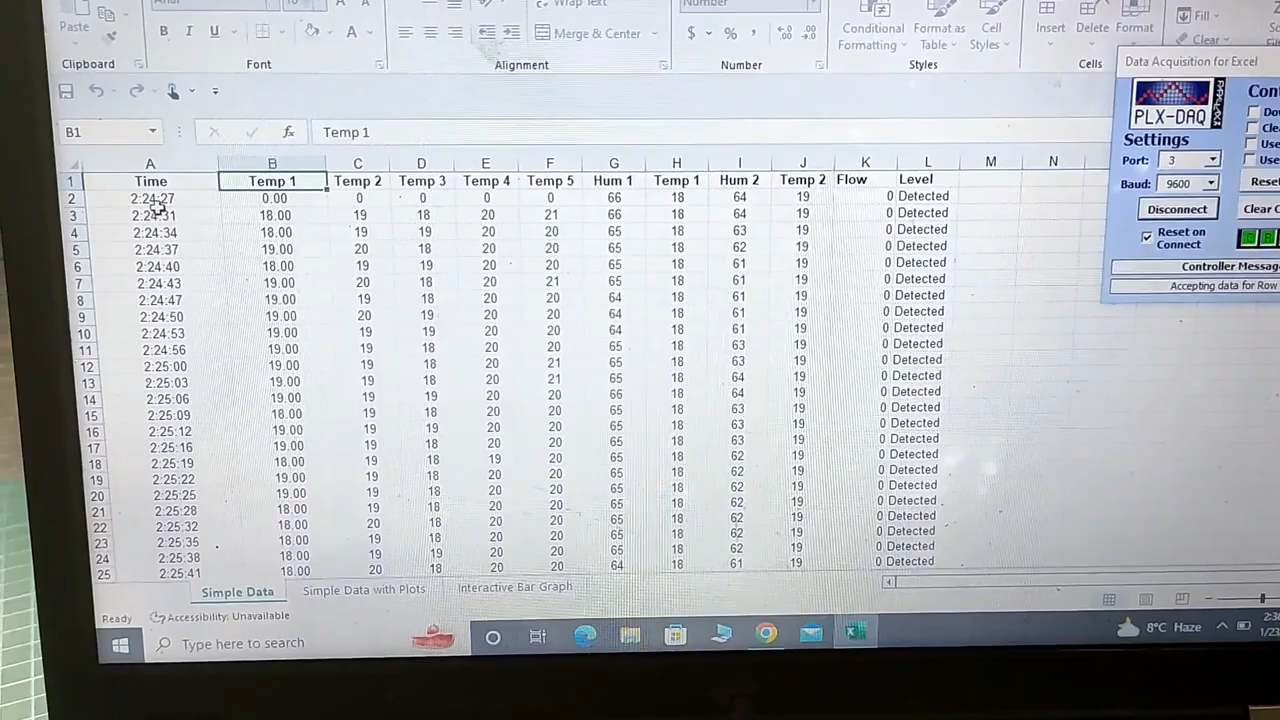 Paste
B I U A
Wrap Text
Merge & Center
Number
$ % ,
Conditional Formatting
Format as Table
Cell Styles
Insert Delete Format
Fill
Clear
Clipboard Font Alignment Number Styles Cells
Data Acquisition for Excel
PLX-DAQ
Settings
Port: 3
Baud: 9600
Disconnect
Reset on Connect
Controller Messag
Accepting data for Row
B1 fx Temp 1
A B C D E F G H I J K L M N
1 Time Temp 1 Temp 2 Temp 3 Temp 4 Temp 5 Hum 1 Temp 1 Hum 2 Temp 2 Flow Level
2 2:24:27 0.00 0 0 0 0 66 18 64 19 0 Detected
3 2:24:31 18.00 19 18 20 21 66 18 64 19 0 Detected
4 2:24:34 18.00 19 19 20 20 65 18 63 19 0 Detected
5 2:24:37 19.00 20 18 20 20 65 18 62 19 0 Detected
6 2:24:40 18.00 19 19 20 20 65 18 61 19 0 Detected
7 2:24:43 19.00 20 18 20 21 65 18 61 19 0 Detected
8 2:24:47 19.00 19 18 20 20 64 18 61 19 0 Detected
9 2:24:50 19.00 20 19 20 20 64 18 61 19 0 Detected
10 2:24:53 19.00 19 19 20 20 64 18 61 19 0 Detected
11 2:24:56 19.00 19 18 20 20 65 18 63 19 0 Detected
12 2:25:00 19.00 19 18 20 21 65 18 63 19 0 Detected
13 2:25:03 19.00 19 18 20 21 65 18 64 19 0 Detected
14 2:25:06 19.00 19 18 20 20 66 18 64 19 0 Detected
15 2:25:09 18.00 19 18 20 20 65 18 63 19 0 Detected
16 2:25:12 19.00 19 18 20 20 65 18 63 19 0 Detected
17 2:25:16 19.00 19 18 20 20 65 18 63 19 0 Detected
18 2:25:19 18.00 19 18 19 20 65 18 62 19 0 Detected
19 2:25:22 19.00 19 18 20 20 65 18 62 19 0 Detected
20 2:25:25 19.00 19 18 20 20 65 18 62 19 0 Detected
21 2:25:28 18.00 19 18 20 20 65 18 62 19 0 Detected
22 2:25:32 18.00 20 18 20 20 65 18 62 19 0 Detected
23 2:25:35 18.00 19 18 20 20 65 18 62 19 0 Detected
24 2:25:38 18.00 19 19 20 20 65 18 62 19 0 Detected
25 2:25:41 18.00 20 18 20 20 64 18 61 19 0 Detected
Simple Data Simple Data with Plots Interactive Bar Graph
Ready Accessibility: Unavailable
Type here to search
8°C Haze